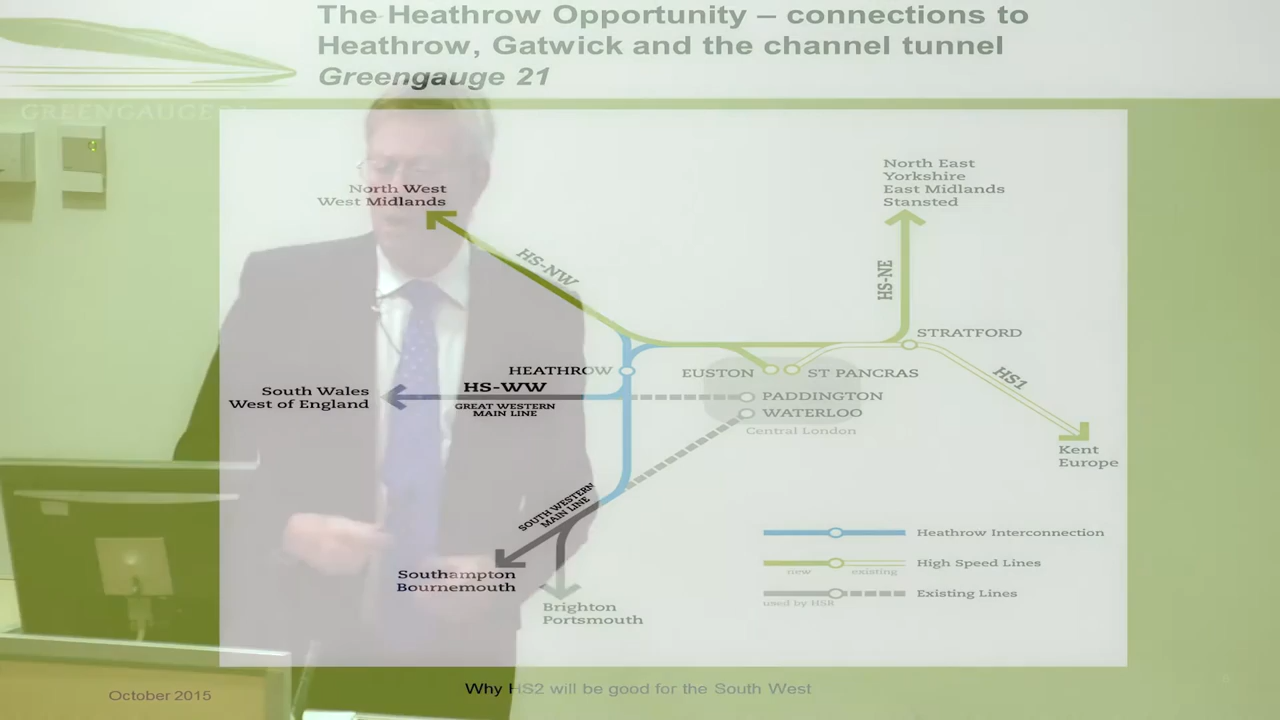 The Heathrow Opportunity – connections to
Heathrow, Gatwick and the channel tunnel
Greengauge 21
GREENGAUGE
North West
West Midlands
HS-NW
North East
Yorkshire
East Midlands
Stansted
HS-NE
STRATFORD
HEATHROW
EUSTON
ST PANCRAS
HS1
South Wales
West of England
HS-WW
GREAT WESTERN
MAIN LINE
PADDINGTON
WATERLOO
Central London
Kent
Europe
SOUTH WESTERN
MAIN LINE
Southampton
Bournemouth
Brighton
Portsmouth
Heathrow Interconnection
High Speed Lines
new
existing
Existing Lines
used by HSR
October 2015
Why HS2 will be good for the South West